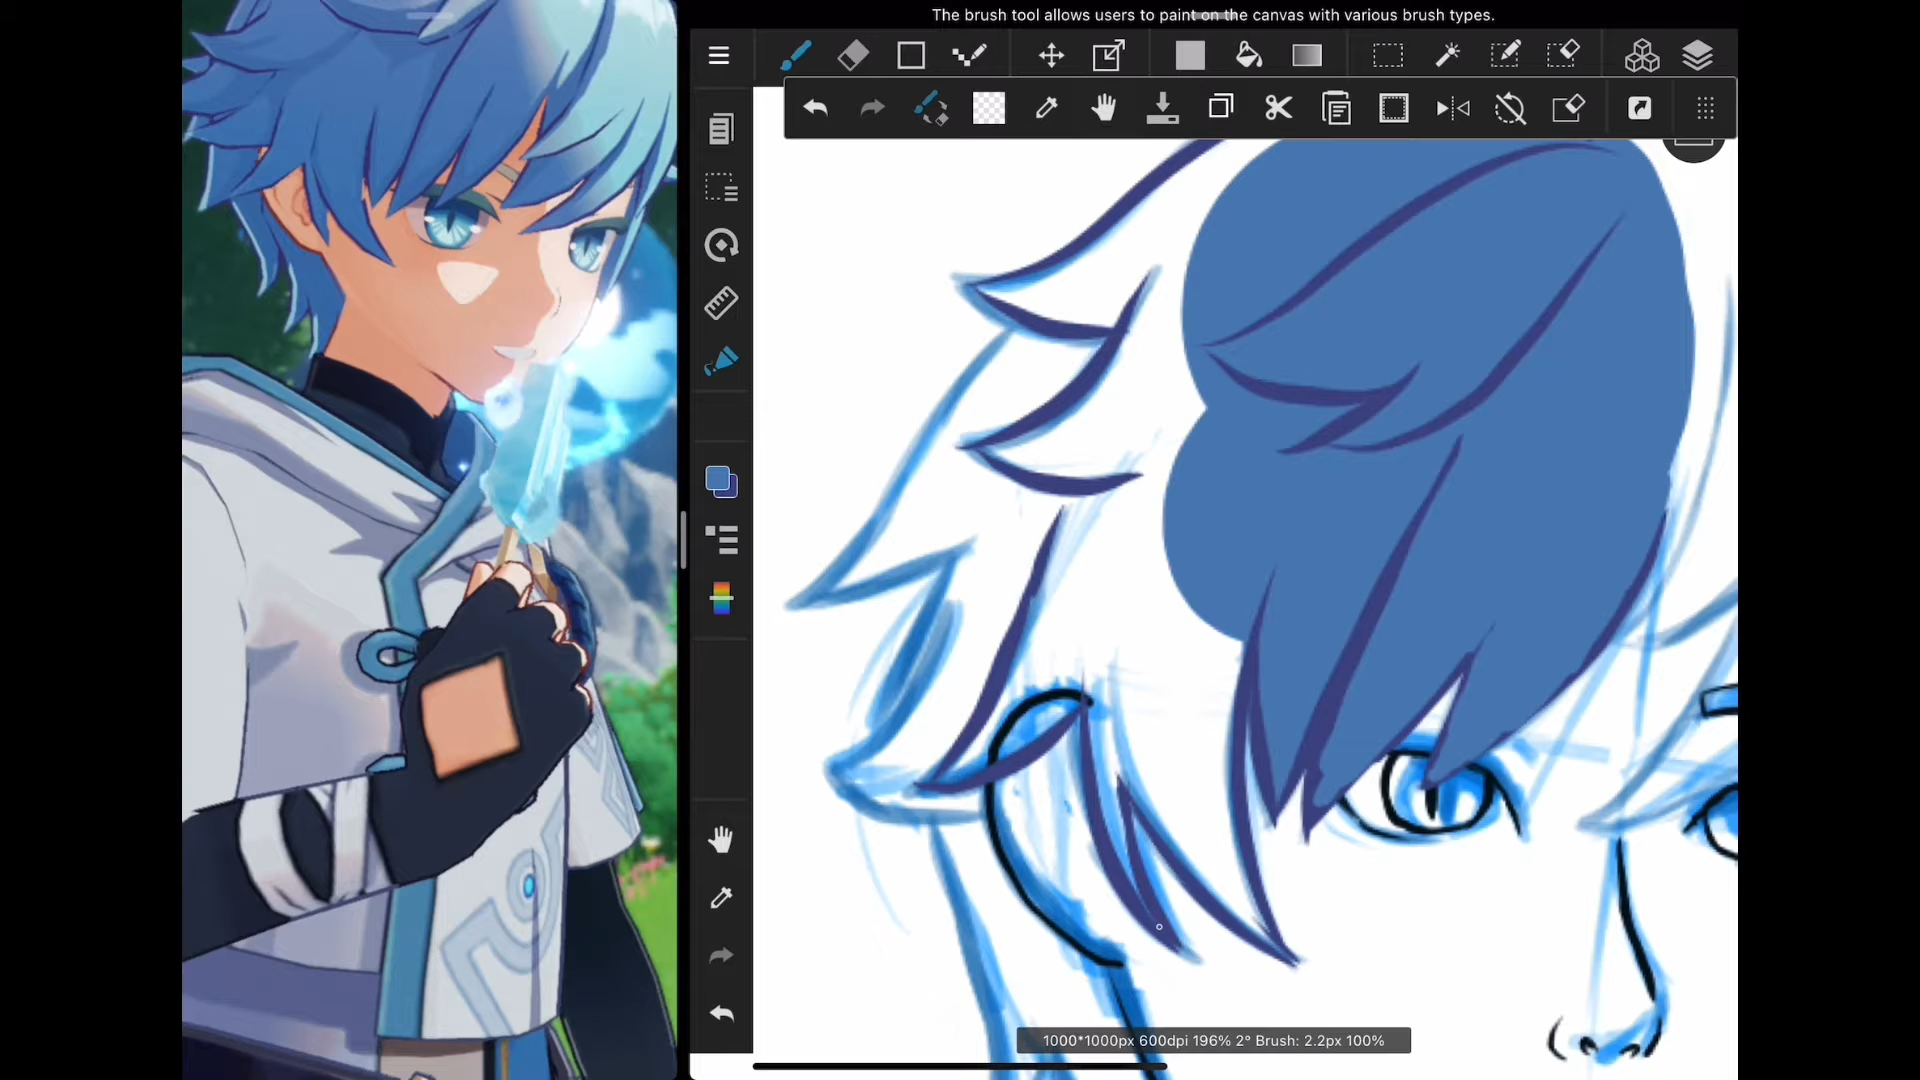 The brush tool allows users to paint on the canvas with various brush types.
1000*1000px 600dpi 196% 2° Brush: 2.2px 100%